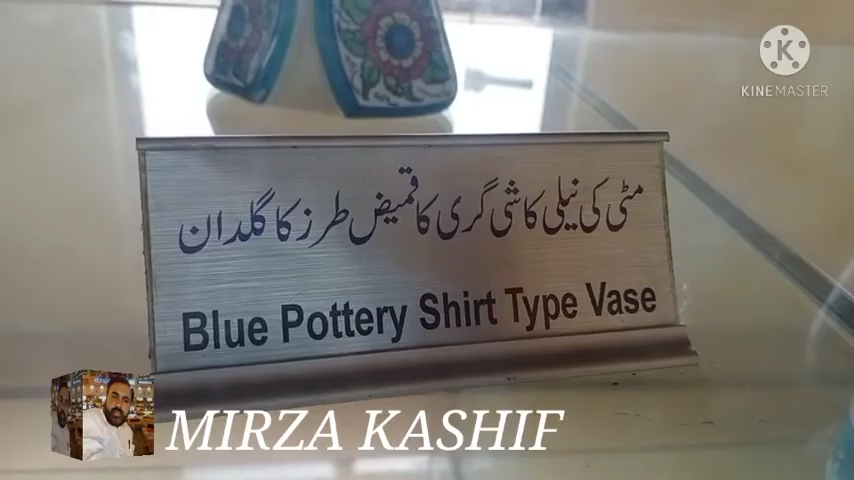 KINEMASTER
مٹی کی نیلی کاشی گری کا قمیض طرز کا گلدان
Blue Pottery Shirt Type Vase
MIRZA KASHIF